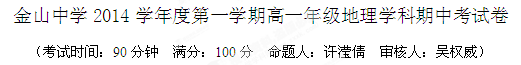 金山中学 2014 学年度第一学期高一年级地理学科期中考试卷
（考试时间：90 分钟　满分：100 分　命题人：许滢倩　审核人：吴权威）